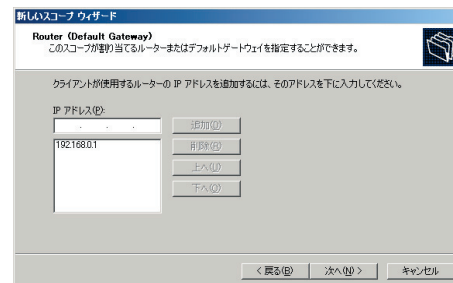 新しいスコープ ウィザード
Router (Default Gateway)
このスコープが割り当てるルーターまたはデフォルトゲートウェイを指定することができます。
クライアントが使用するルーターの IP アドレスを追加するには、そのアドレスを下に入力してください。
IP アドレス(P):
. . .
追加(D)
192.168.0.1
削除(R)
上へ(U)
下へ(O)
< 戻る(B)
次へ(N) >
キャンセル